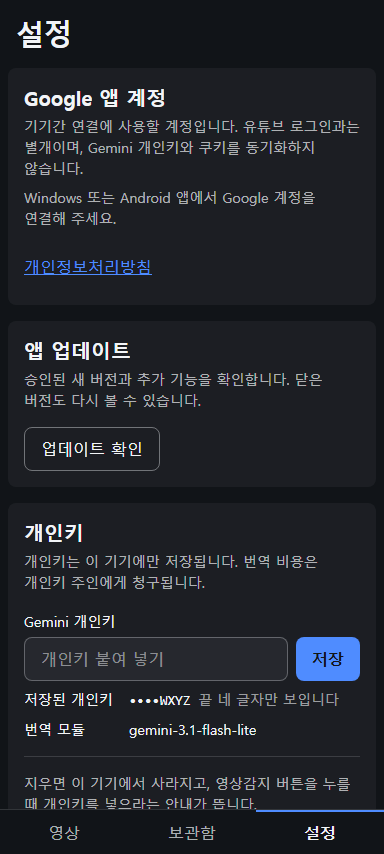 설정
Google 앱 계정
기기간 연결에 사용할 계정입니다. 유튜브 로그인과는
별개이며, Gemini 개인키와 쿠키를 동기화하지
않습니다.
Windows 또는 Android 앱에서 Google 계정을
연결해 주세요.
개인정보처리방침
앱 업데이트
승인된 새 버전과 추가 기능을 확인합니다. 닫은
버전도 다시 볼 수 있습니다.
업데이트 확인
개인키
개인키는 이 기기에만 저장됩니다. 번역 비용은
개인키 주인에게 청구됩니다.
Gemini 개인키
개인키 붙여 넣기 저장
저장된 개인키 ••••WXYZ 끝 네 글자만 보입니다
번역 모듈 gemini-3.1-flash-lite
지우면 이 기기에서 사라지고, 영상감지 버튼을 누를
때 개인키를 넣으라는 안내가 뜹니다.
영상 보관함 설정